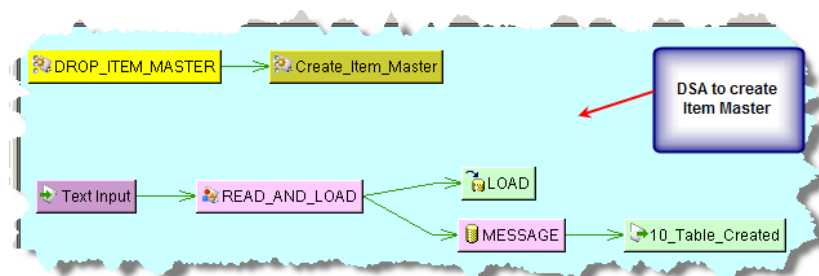 DROP_ITEM_MASTER
Create_Item_Master
DSA to create
Item Master
Text Input
READ_AND_LOAD
LOAD
MESSAGE
10_Table_Created